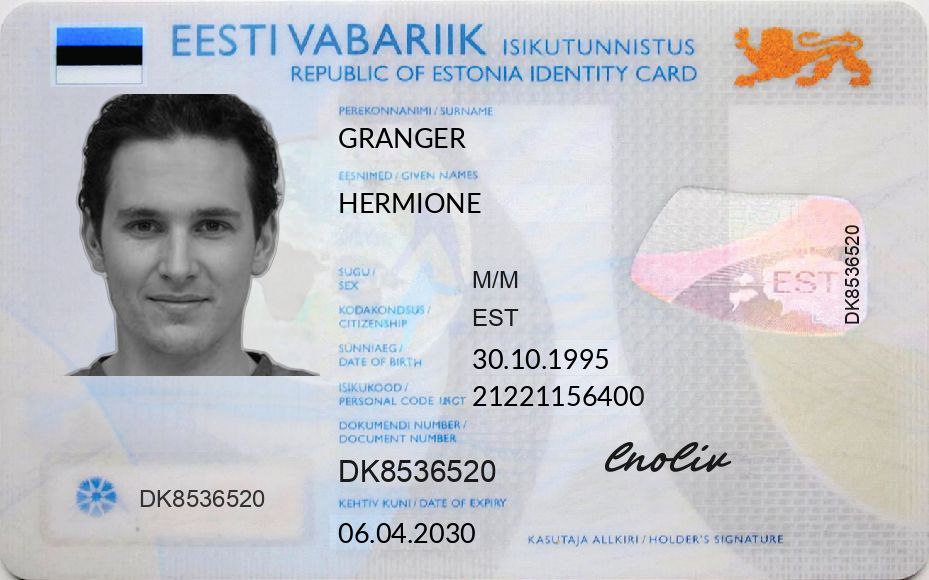 EESTI VABARIIK ISIKUTUNNISTUS
REPUBLIC OF ESTONIA IDENTITY CARD
PEREKONNANIMI / SURNAME
GRANGER
EESNIMED / GIVEN NAMES
HERMIONE
SUGU /
SEX
M/M
KODAKONDSUS /
CITIZENSHIP
EST
SÜNNIAEG /
DATE OF BIRTH
30.10.1995
ISIKUKOOD /
PERSONAL CODE
21221156400
DOKUMENDI NUMBER /
DOCUMENT NUMBER
DK8536520
KEHTIV KUNI / DATE OF EXPIRY
06.04.2030
DK8536520
EST
DK8536520
KASUTAJA ALLKIRI / HOLDER'S SIGNATURE